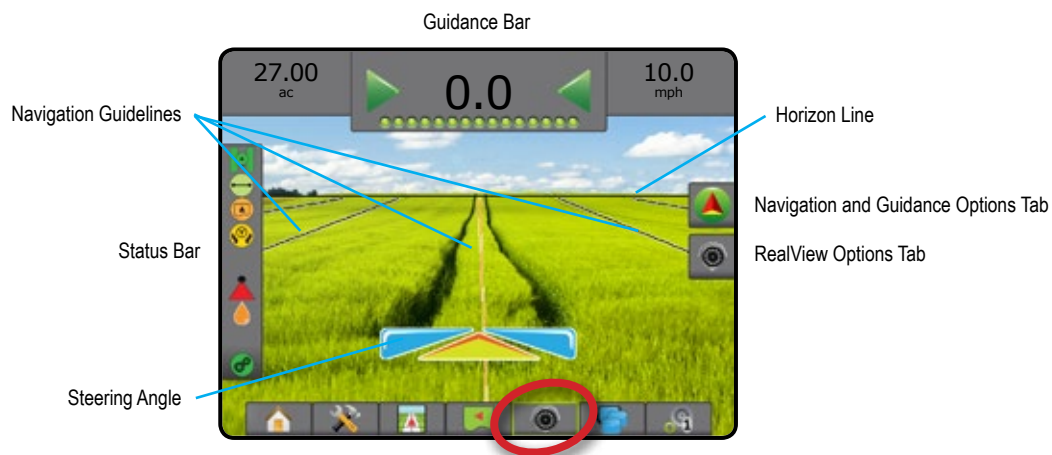 Guidance Bar
27.00
ac
0.0
10.0
mph
Navigation Guidelines
Horizon Line
Navigation and Guidance Options Tab
Status Bar
RealView Options Tab
Steering Angle
1